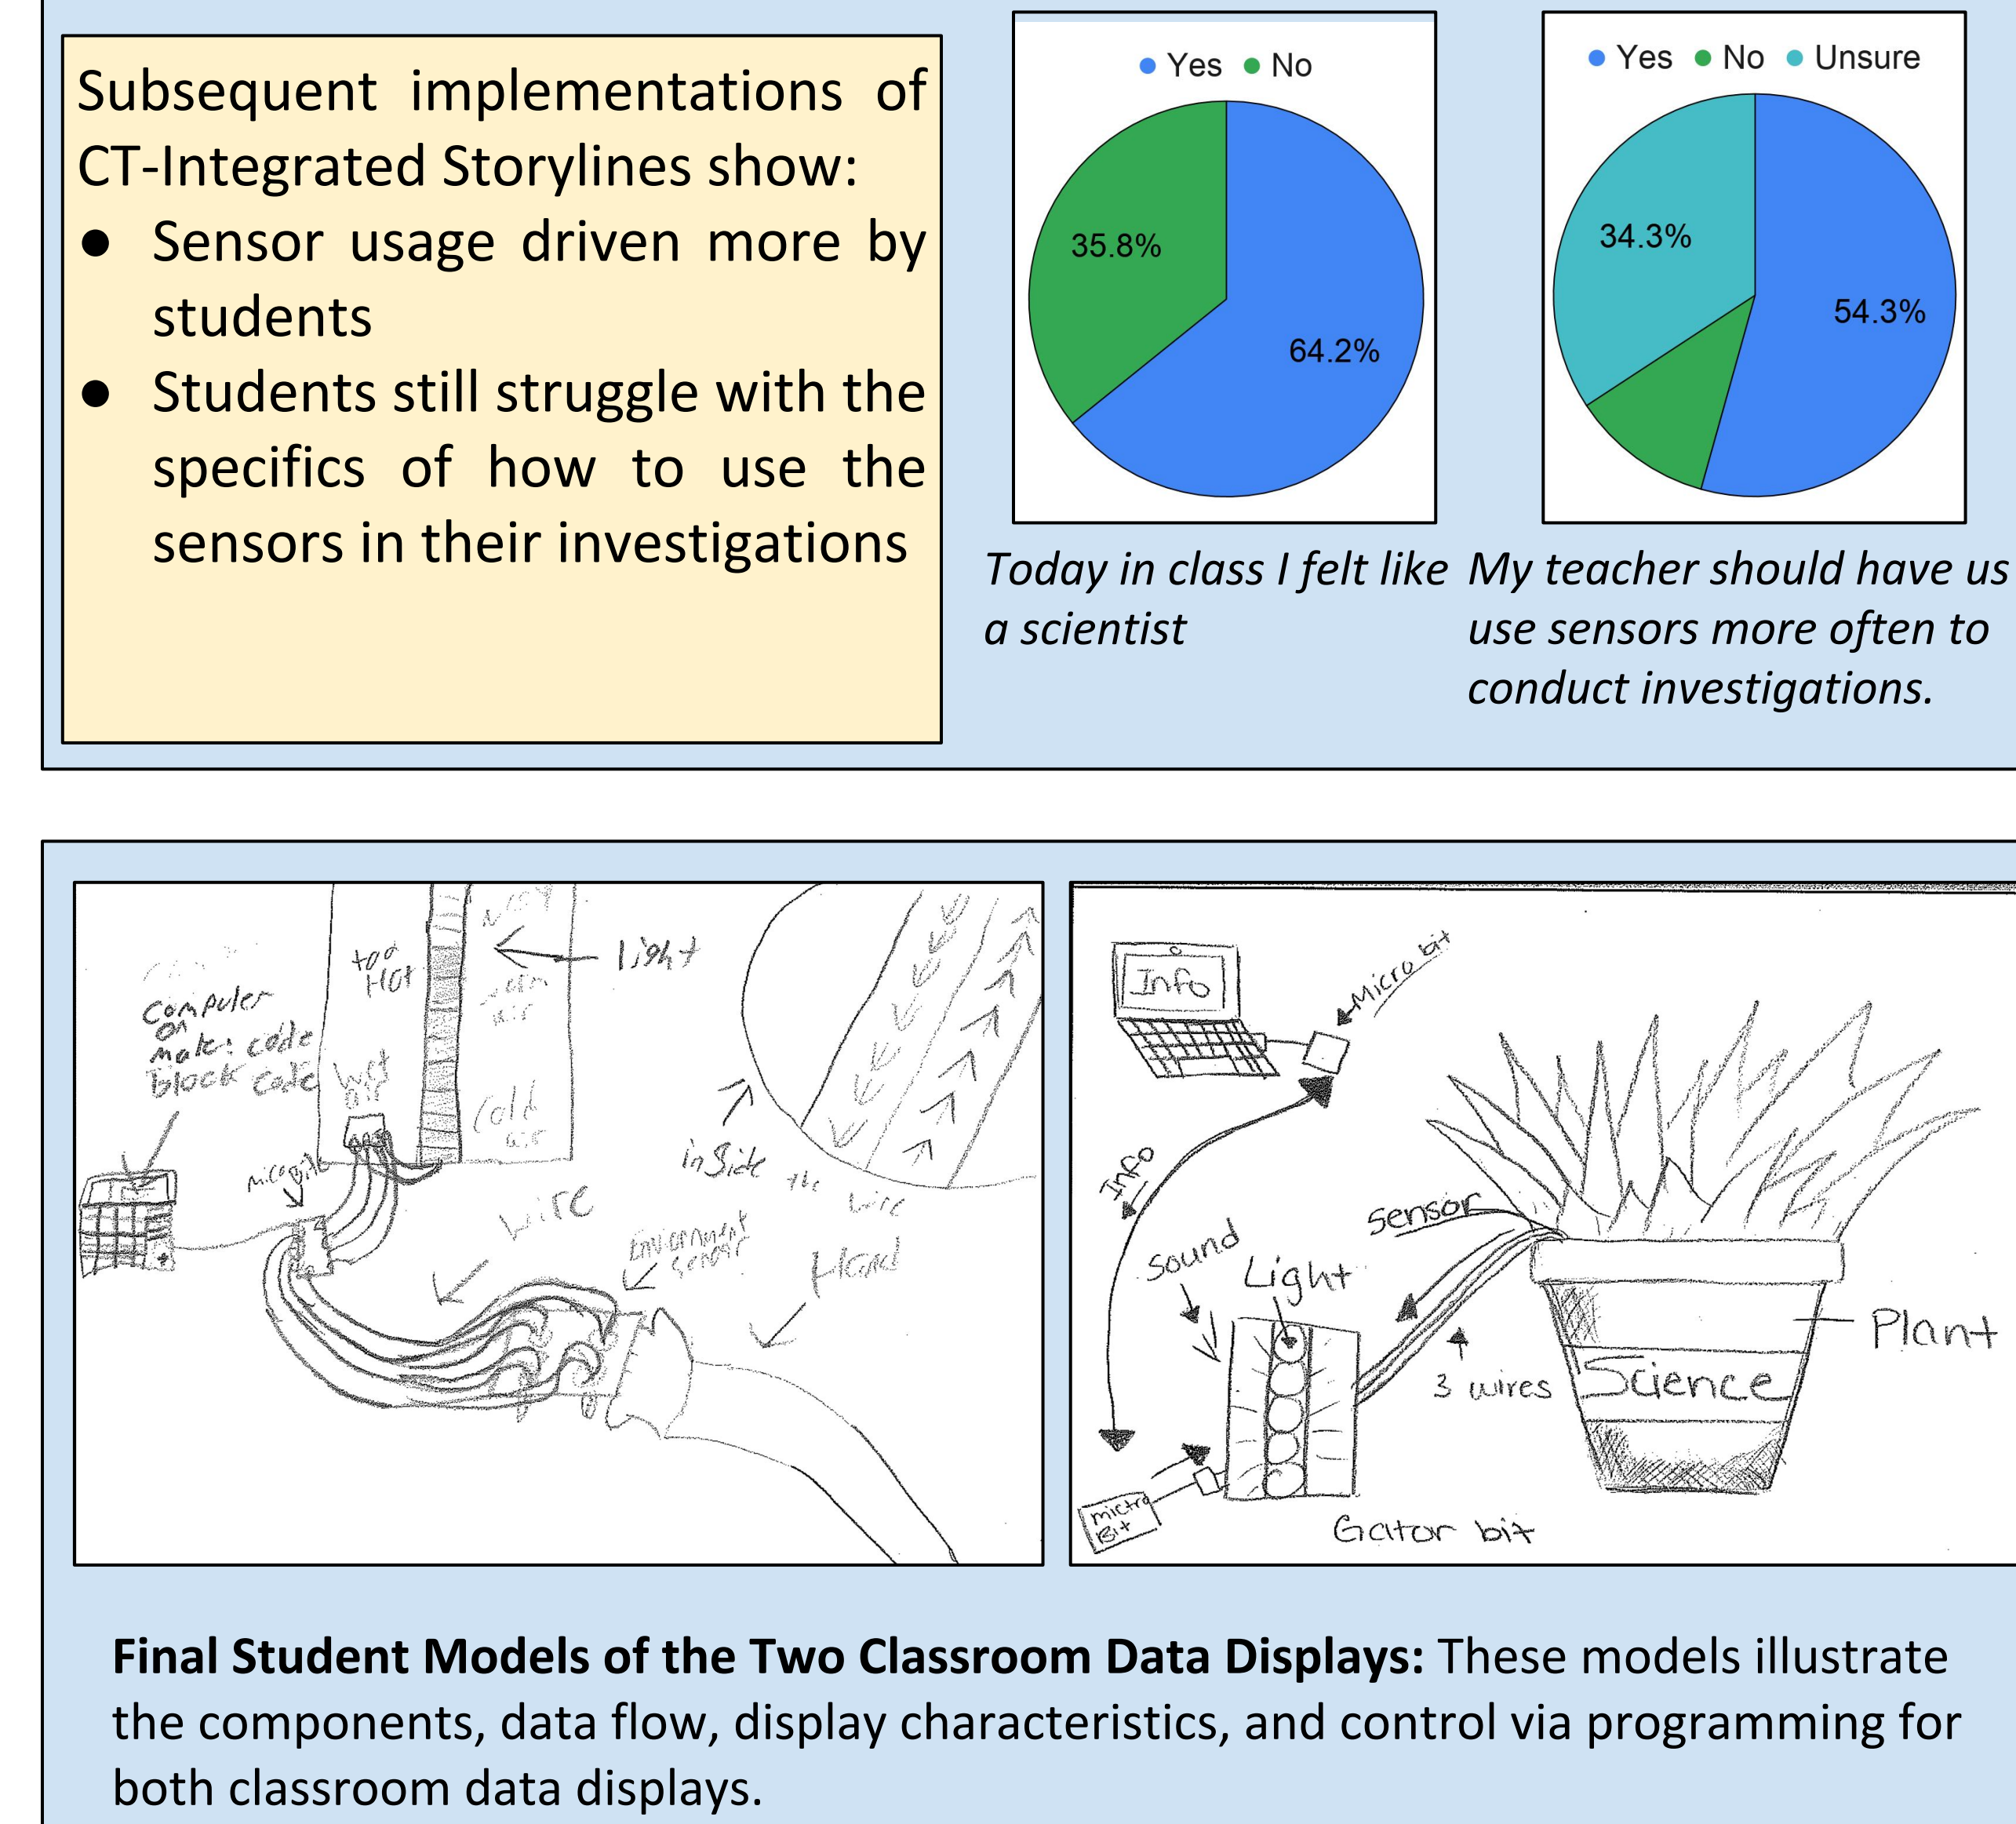 Subsequent implementations of
CT-Integrated Storylines show:
● Sensor usage driven more by
students
● Students still struggle with the
specifics of how to use the
sensors in their investigations
Yes No
35.8%
64.2%
Today in class I felt like
a scientist
Yes No Unsure
34.3%
54.3%
My teacher should have us
use sensors more often to
conduct investigations.
too
Hot
light
Computer
on
make code
block code
wet
air
Cold
air
wire
inside the wire
Hand
Info
Micro bit
Info
Sensor
Sound
Light
3 wires
Science
Plant
micro
Bit
Gator bit
Final Student Models of the Two Classroom Data Displays: These models illustrate
the components, data flow, display characteristics, and control via programming for
both classroom data displays.